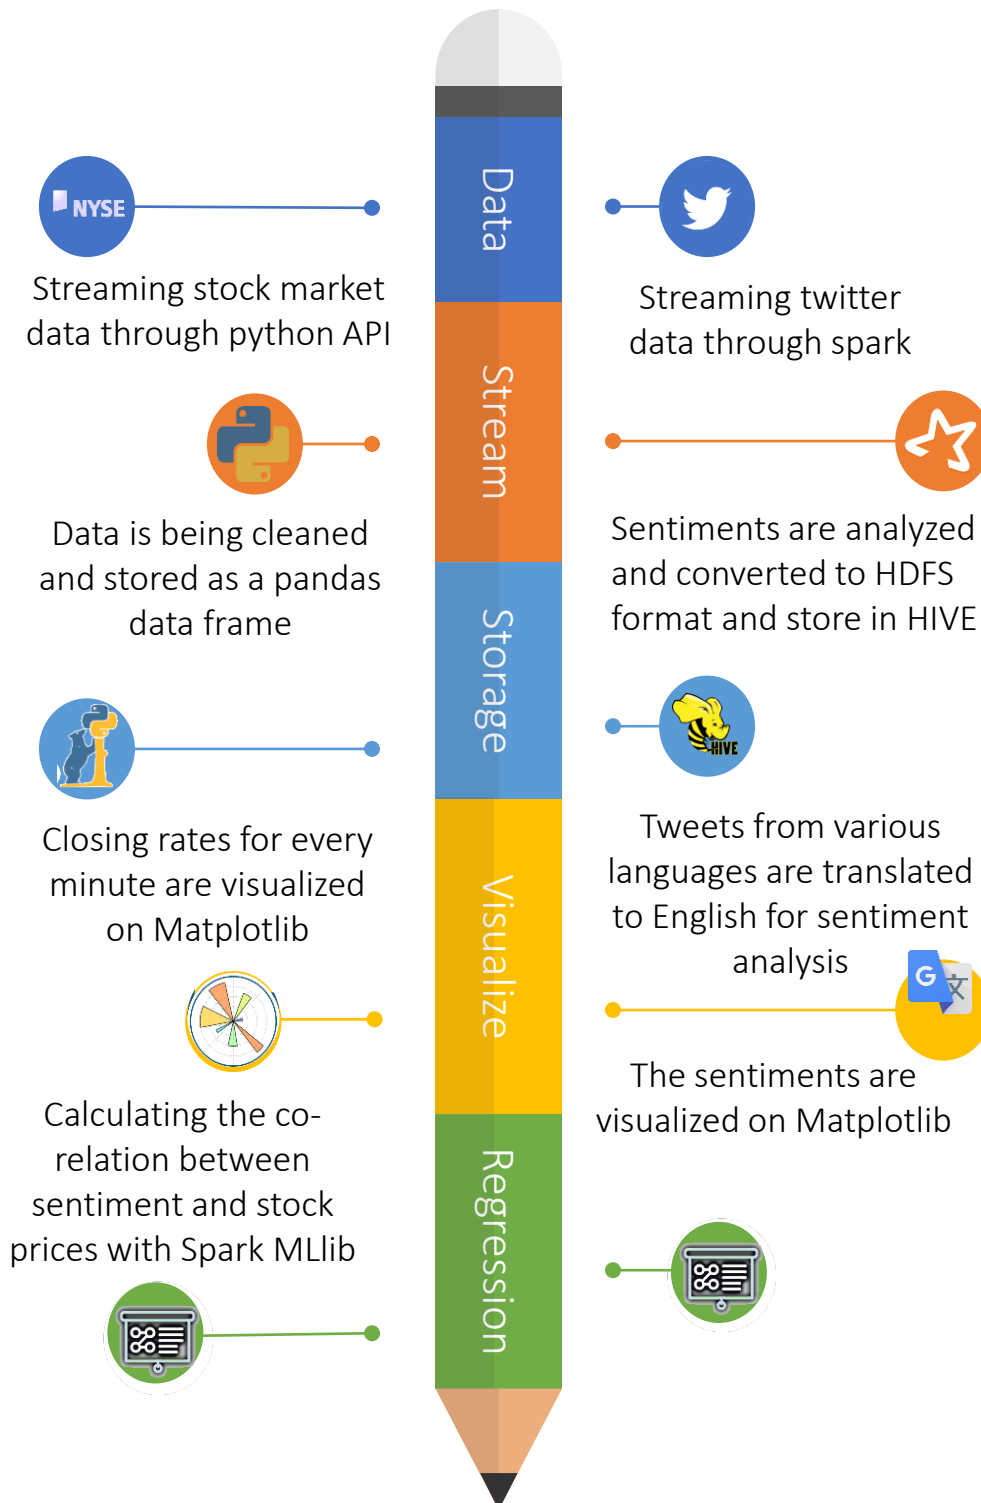 Data
NYSE
Streaming stock market
data through python API
Streaming twitter
data through spark
Stream
Data is being cleaned
and stored as a pandas
data frame
Sentiments are analyzed
and converted to HDFS
format and store in HIVE
Storage
HIVE
Closing rates for every
minute are visualized
on Matplotlib
Tweets from various
languages are translated
to English for sentiment
analysis
Visualize
G
文
Calculating the co-
relation between
sentiment and stock
prices with Spark MLlib
The sentiments are
visualized on Matplotlib
Regression